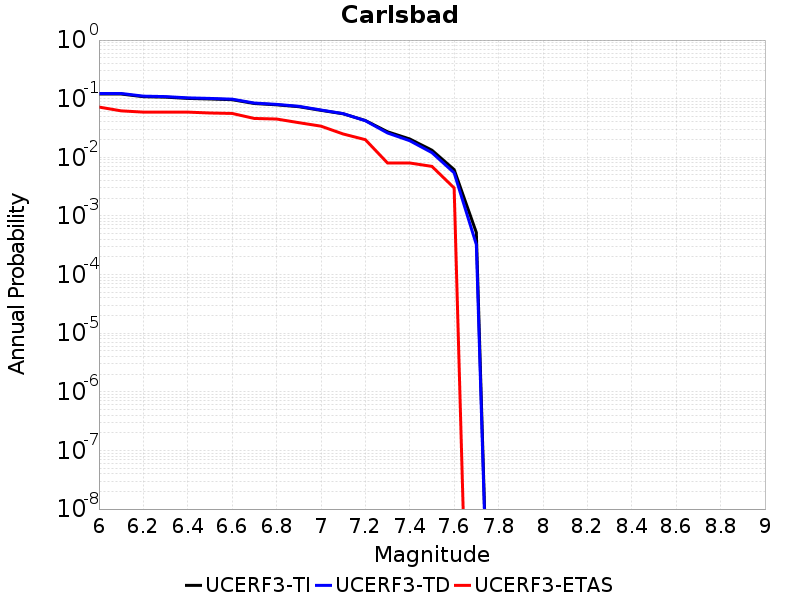 Carlsbad
Annual Probability
10^0
10^-1
10^-2
10^-3
10^-4
10^-5
10^-6
10^-7
10^-8
6 6.2 6.4 6.6 6.8 7 7.2 7.4 7.6 7.8 8 8.2 8.4 8.6 8.8 9
Magnitude
UCERF3-TI UCERF3-TD UCERF3-ETAS